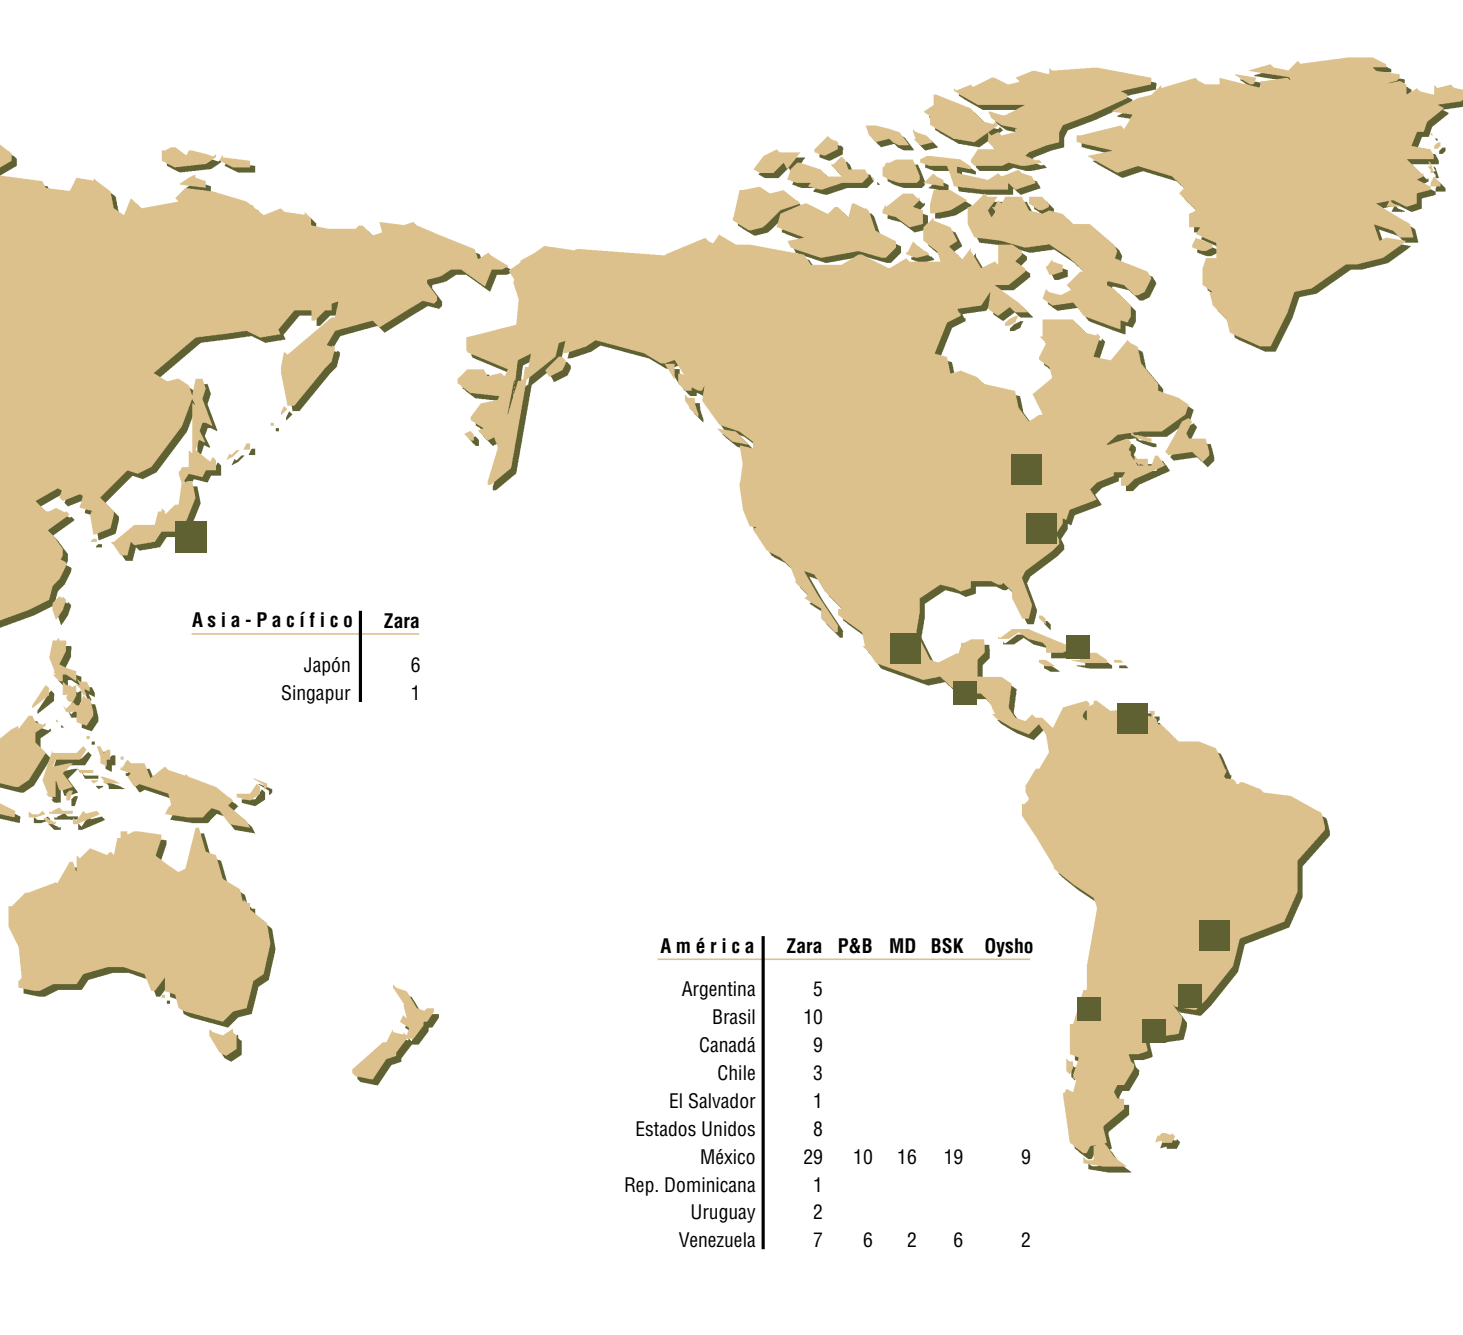 Asia-Pacífico Zara
Japón 6
Singapur 1
América Zara P&B MD BSK Oysho
Argentina 5
Brasil 10
Canadá 9
Chile 3
El Salvador 1
Estados Unidos 8
México 29 10 16 19 9
Rep. Dominicana 1
Uruguay 2
Venezuela 7 6 2 6 2